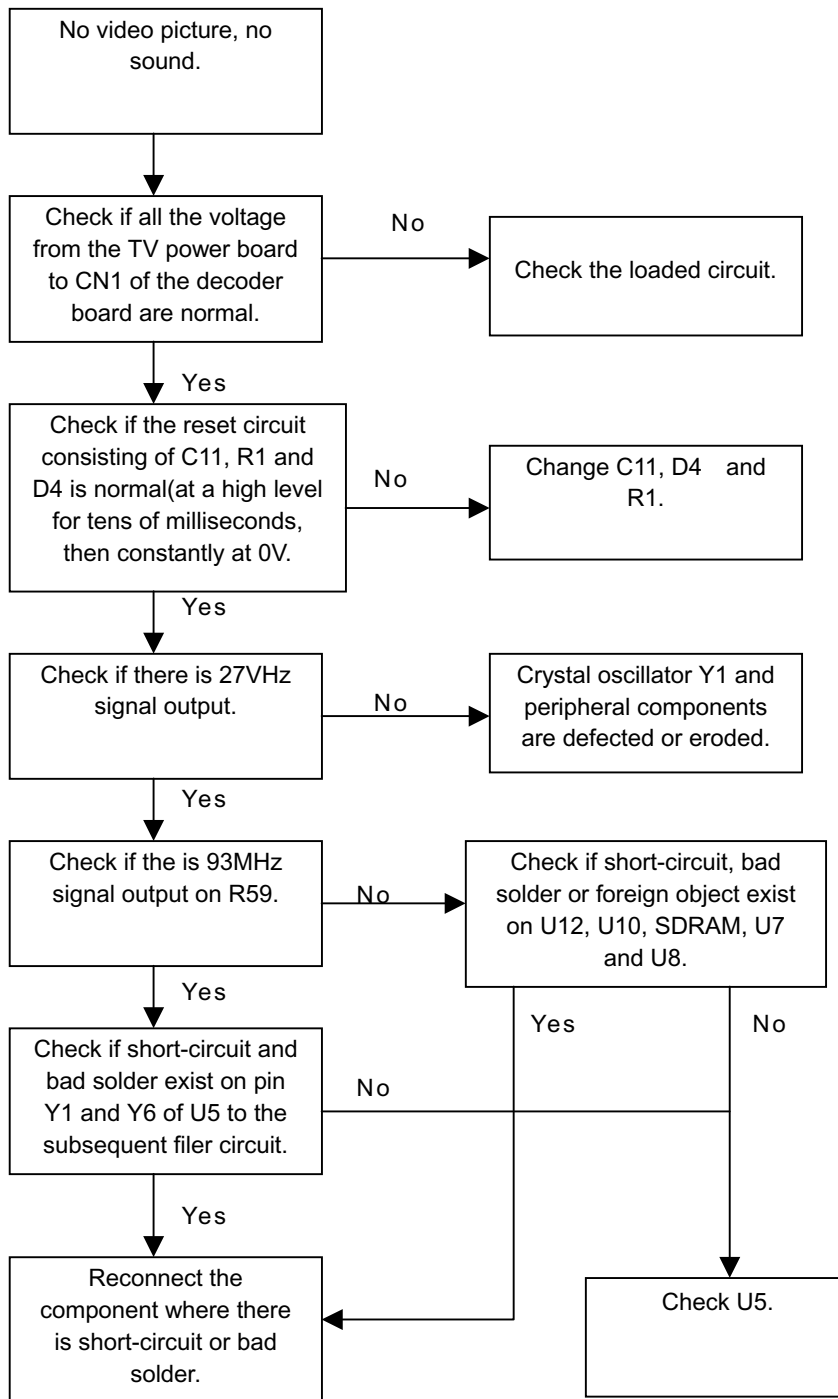 No video picture, no
sound.
Check if all the voltage
from the TV power board
to CN1 of the decoder
board are normal.
No
Check the loaded circuit.
Yes
Check if the reset circuit
consisting of C11, R1 and
D4 is normal(at a high level
for tens of milliseconds,
then constantly at 0V.
No
Change C11, D4 and
R1.
Yes
Check if there is 27VHz
signal output.
No
Crystal oscillator Y1 and
peripheral components
are defected or eroded.
Yes
Check if the is 93MHz
signal output on R59.
No
Check if short-circuit, bad
solder or foreign object exist
on U12, U10, SDRAM, U7
and U8.
Yes
Yes
No
Check if short-circuit and
bad solder exist on pin
Y1 and Y6 of U5 to the
subsequent filer circuit.
No
Yes
Reconnect the
component where there
is short-circuit or bad
solder.
Check U5.